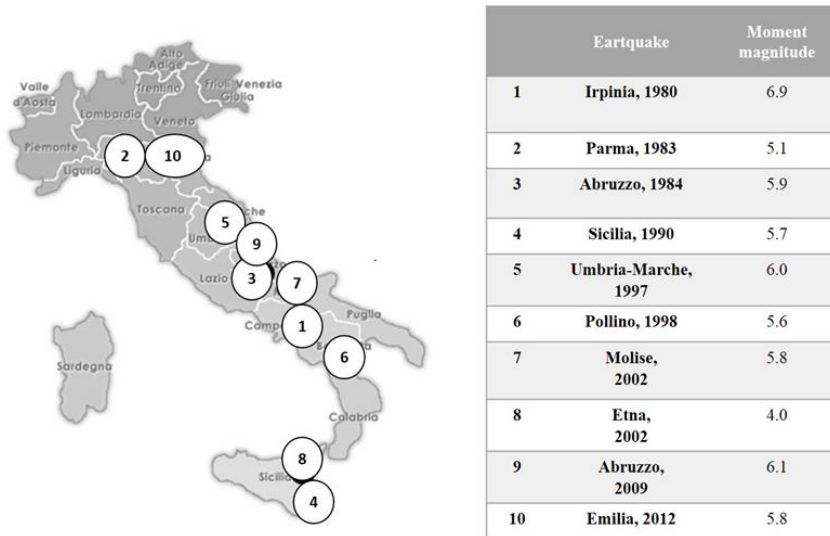 Alto
Adige
Valle
d'Aosta
Trentino
Friuli Venezia
Giulia
Lombardia
Veneto
Piemonte
2
10
Liguria
Toscana
5
9
Lazio
3
7
Puglia
1
6
Sardegna
Calabria
8
Sicilia
4
Eartquake
Moment
magnitude
1 Irpinia, 1980 6.9
2 Parma, 1983 5.1
3 Abruzzo, 1984 5.9
4 Sicilia, 1990 5.7
5 Umbria-Marche,
1997 6.0
6 Pollino, 1998 5.6
7 Molise,
2002 5.8
8 Etna,
2002 4.0
9 Abruzzo,
2009 6.1
10 Emilia, 2012 5.8